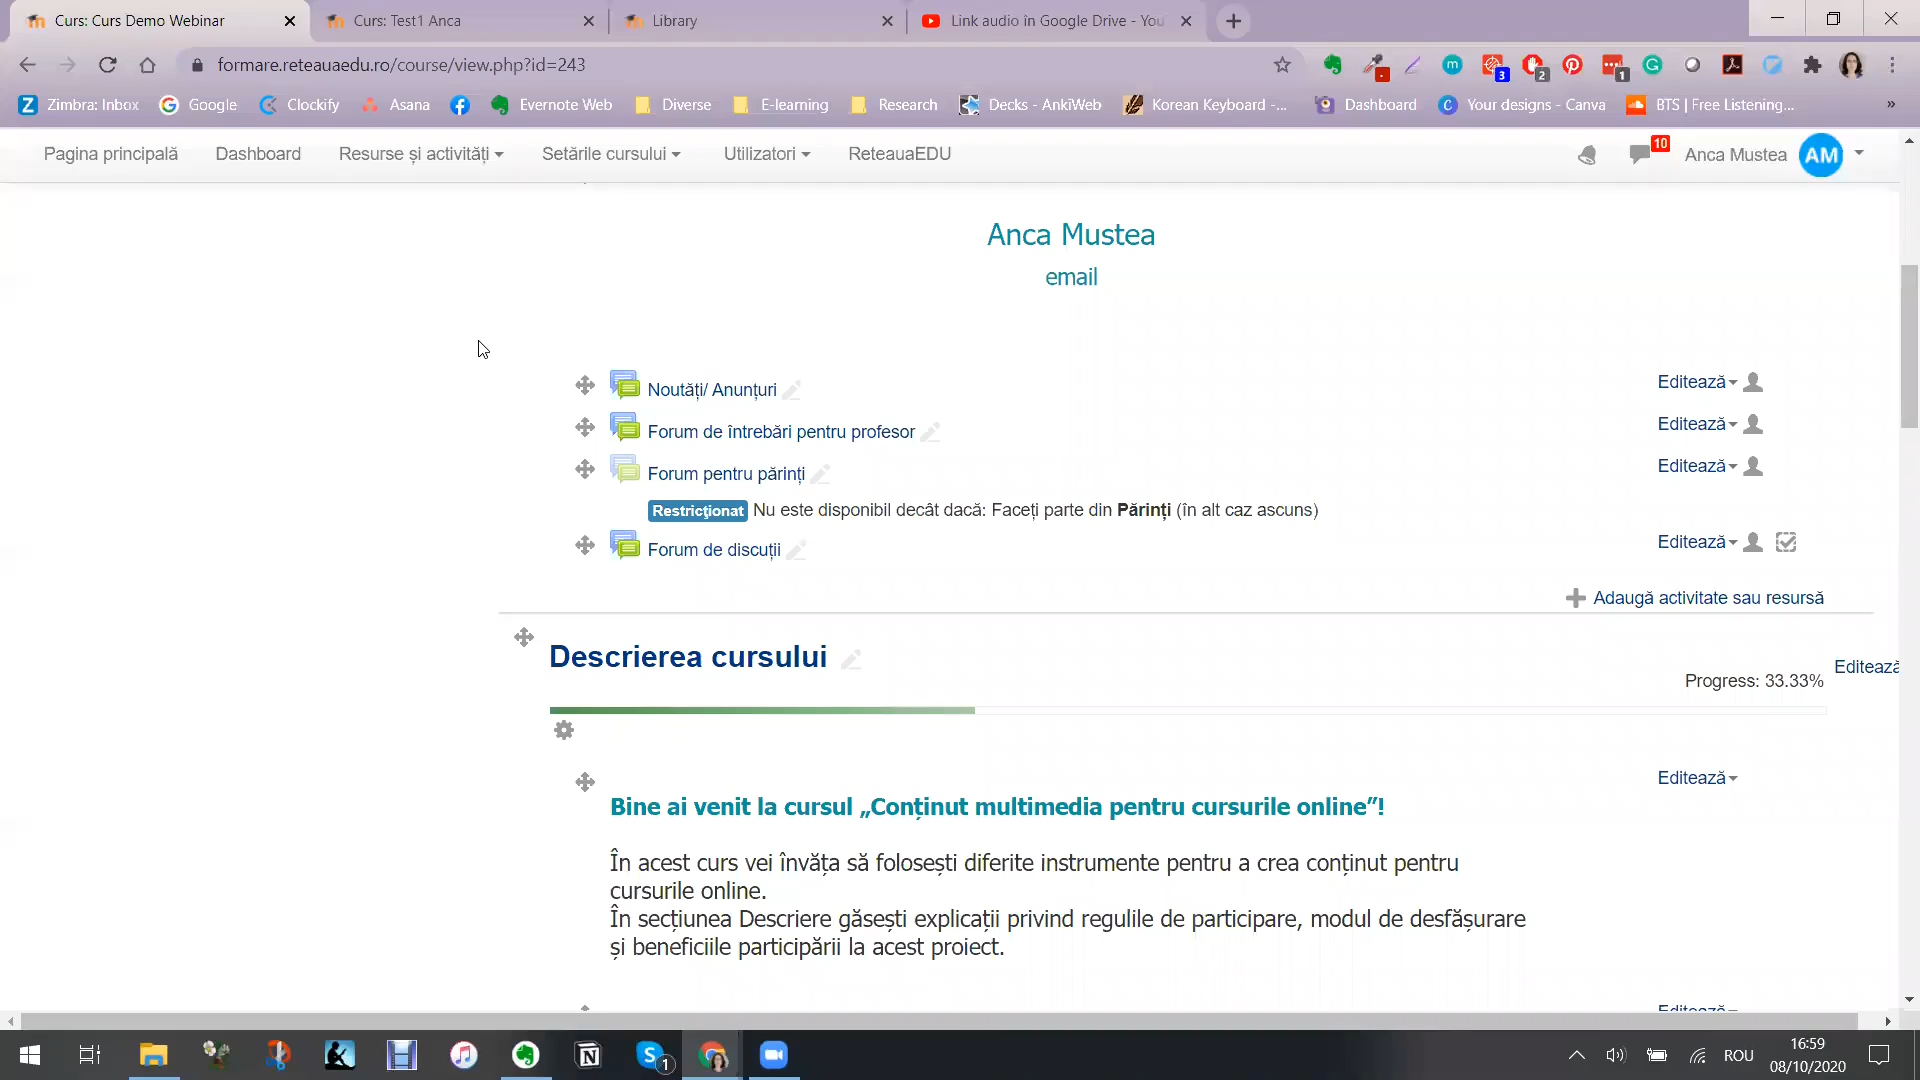 Curs: Curs Demo Webinar
Curs: Test1 Anca
Library
Link audio în Google Drive - You
formare.reteauaedu.ro/course/view.php?id=243
Zimbra: Inbox
Google
Clockify
Asana
Evernote Web
Diverse
E-learning
Research
Decks - AnkiWeb
Korean Keyboard -...
Dashboard
Your designs - Canva
BTS | Free Listening...
»
Pagina principală
Dashboard
Resurse și activități
Setările cursului
Utilizatori
ReteauaEDU
10
Anca Mustea
AM
Anca Mustea
email
Noutăți/ Anunțuri
Editează
Forum de întrebări pentru profesor
Editează
Forum pentru părinți
Editează
Restricţionat Nu este disponibil decât dacă: Faceți parte din Părinți (în alt caz ascuns)
Forum de discuții
Editează
Adaugă activitate sau resursă
Descrierea cursului
Editează
Progress: 33.33%
Editează
Bine ai venit la cursul „Conținut multimedia pentru cursurile online”!
În acest curs vei învăța să folosești diferite instrumente pentru a crea conținut pentru
cursurile online.
În secțiunea Descriere găsești explicații privind regulile de participare, modul de desfășurare
și beneficiile participării la acest proiect.
Editează
ROU
16:59
08/10/2020